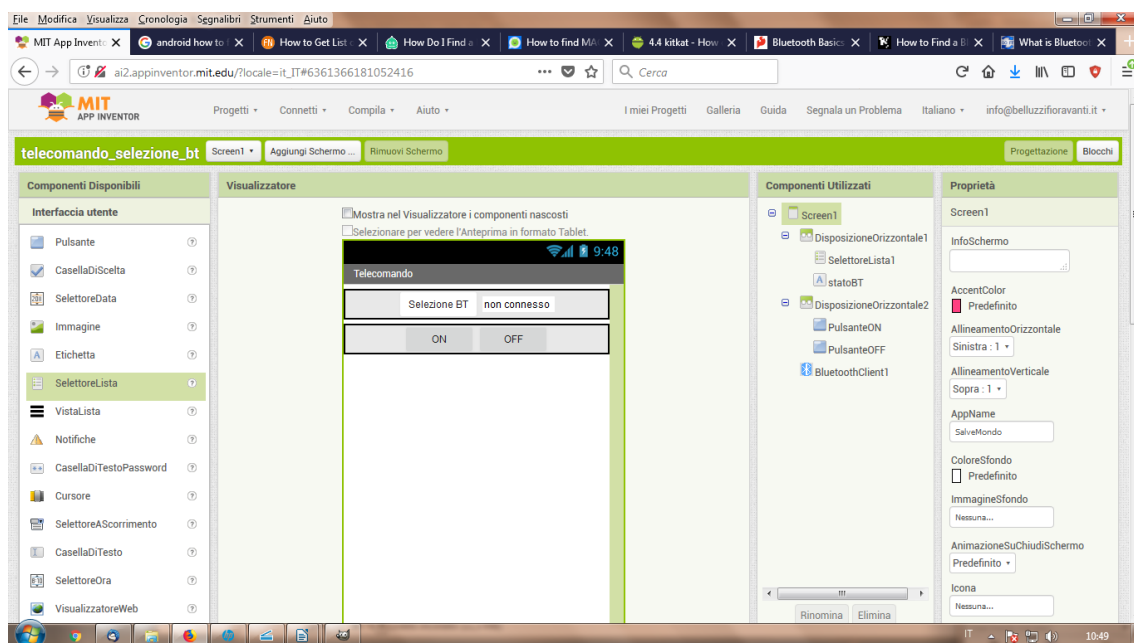 File Modifica Visualizza Cronologia Segnalibri Strumenti Aiuto
MIT App Invento
android how to
How to Get List
How Do I Find a
How to find MA
4.4 kitkat - How
Bluetooth Basics
How to Find a B
What is Bluetoot
ai2.appinventor.mit.edu/?locale=it_IT#6361366181052416
Cerca
MIT
APP INVENTOR
Progetti Connetti Compila Aiuto
I miei Progetti Galleria Guida Segnala un Problema Italiano info@belluzzifioravanti.it
telecomando_selezione_bt Screen1 Aggiungi Schermo ... Rimuovi Schermo
Progettazione Blocchi
Componenti Disponibili
Interfaccia utente
Pulsante
CasellaDiScelta
SelettoreData
Immagine
Etichetta
SelettoreLista
VistaLista
Notifiche
CasellaDiTestoPassword
Cursore
SelettoreAScorrimento
CasellaDiTesto
SelettoreOra
VisualizzatoreWeb
Visualizzatore
Mostra nel Visualizzatore i componenti nascosti
Selezionare per vedere l'Anteprima in formato Tablet.
9:48
Telecomando
Selezione BT non connesso
ON OFF
Componenti Utilizzati
Screen1
DisposizioneOrizzontale1
SelettoreLista1
statoBT
DisposizioneOrizzontale2
PulsanteON
PulsanteOFF
BluetoothClient1
Rinomina Elimina
Proprietà
Screen1
InfoSchermo
AccentColor
Predefinito
AllineamentoOrizzontale
Sinistra : 1
AllineamentoVerticale
Sopra : 1
AppName
SalveMondo
ColoreSfondo
Predefinito
ImmagineSfondo
Nessuna...
AnimazioneSuChiudiSchermo
Predefinito
Icona
Nessuna...
IT 10:49